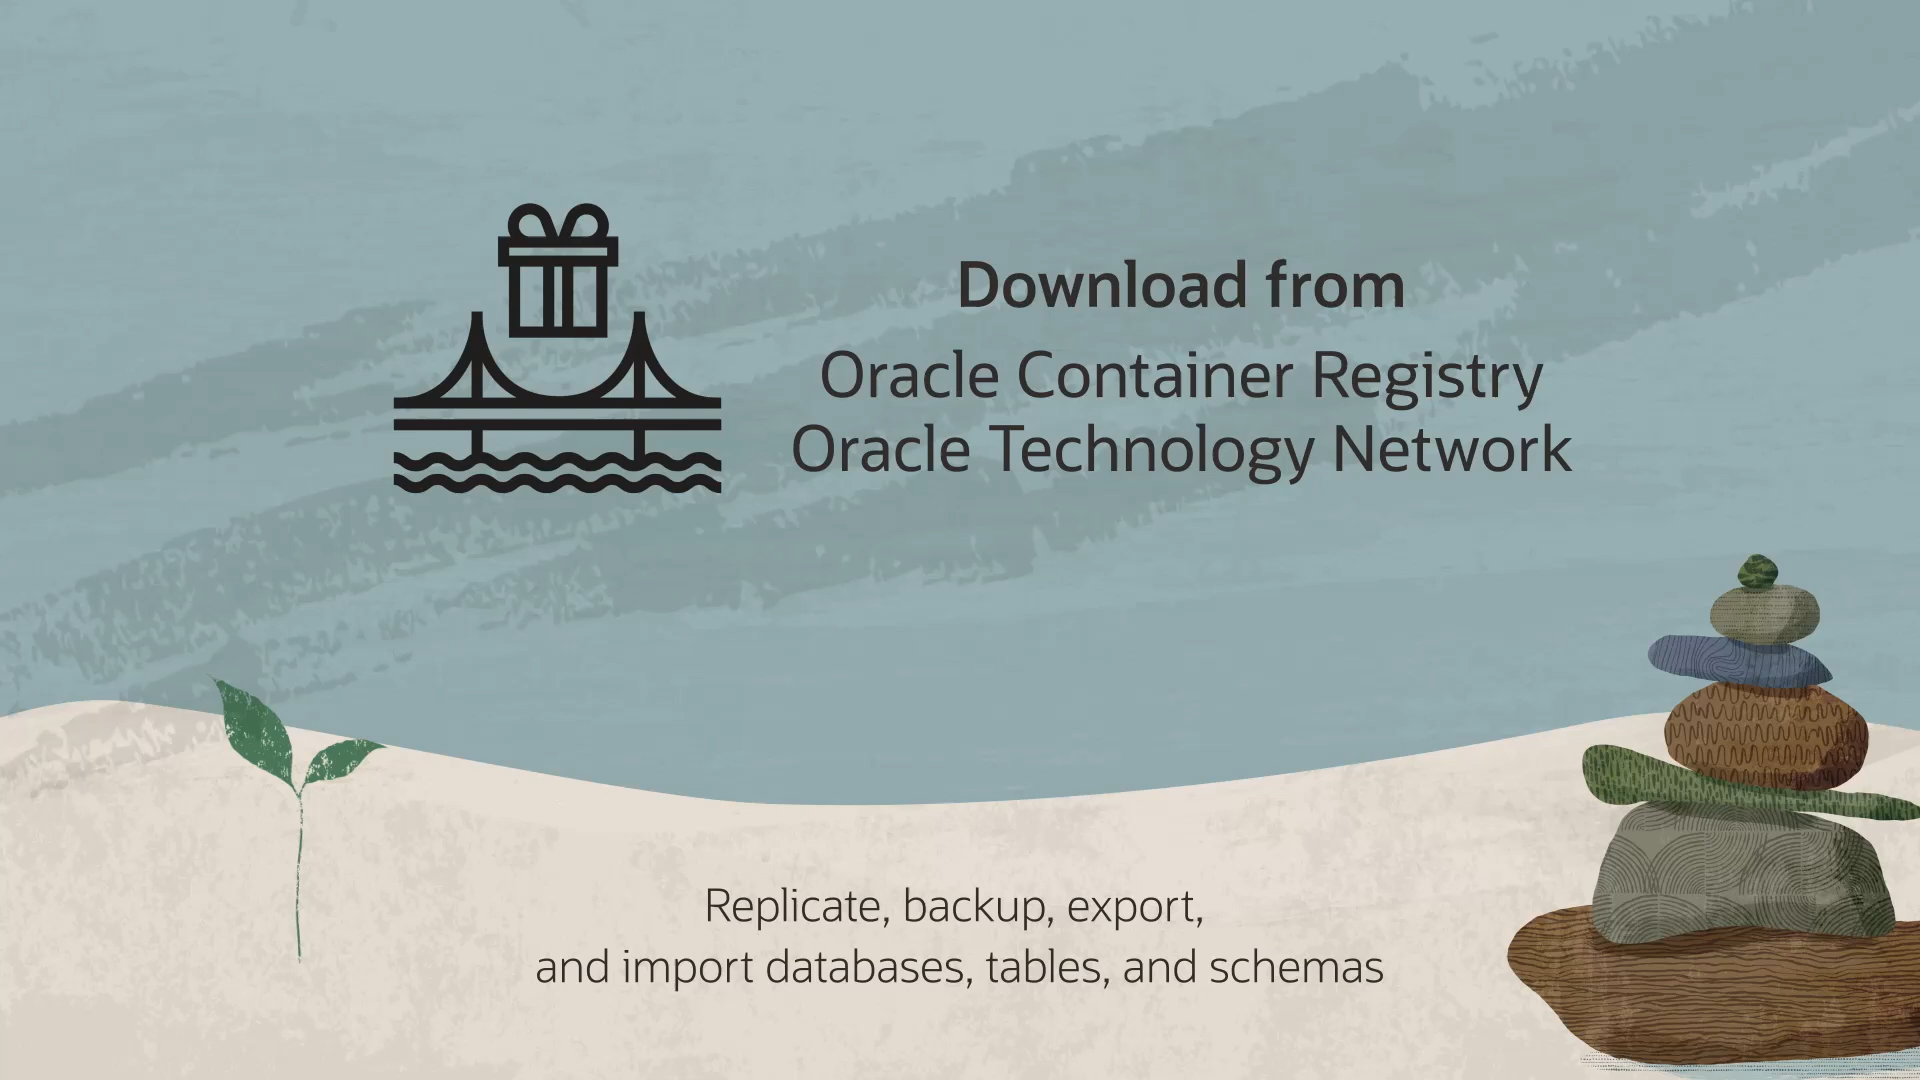 Download from
Oracle Container Registry
Oracle Technology Network
Replicate, backup, export,
and import databases, tables, and schemas